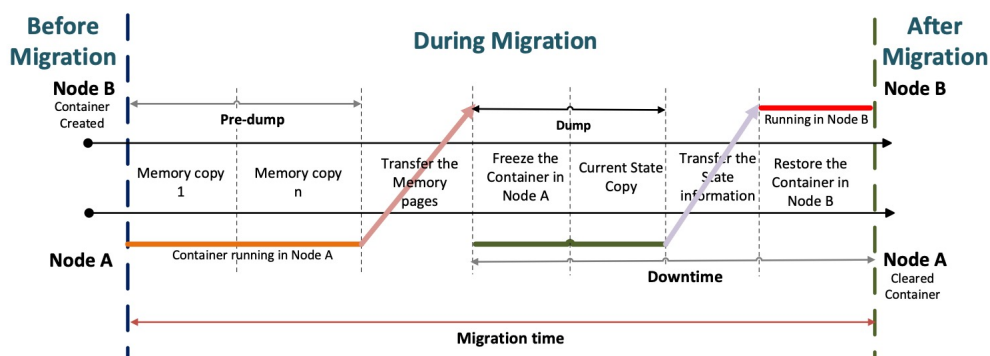 Before
Migration
During Migration
After
Migration
Node B
Container
Created
Pre-dump
Dump
Node B
Running in Node B
Memory copy
1
Memory copy
n
Transfer the
Memory
pages
Freeze the
Container in
Node A
Current State
Copy
Transfer the
State
information
Restore the
Container in
Node B
Container running in Node A
Node A
Node A
Cleared
Container
Downtime
Migration time